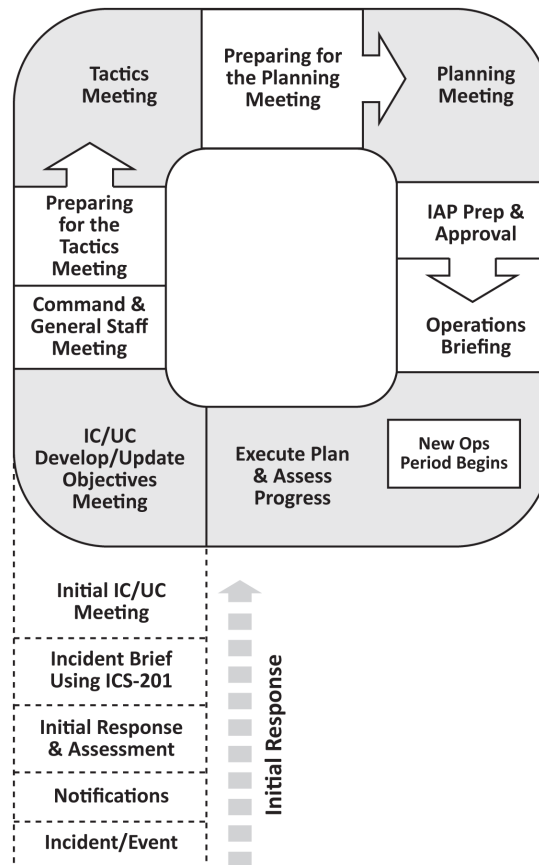 Tactics
Meeting
Preparing for
the Planning
Meeting
Planning
Meeting
Preparing
for the
Tactics
Meeting
IAP Prep &
Approval
Command &
General Staff
Meeting
Operations
Briefing
IC/UC
Develop/Update
Objectives
Meeting
Execute Plan
& Assess
Progress
New Ops
Period Begins
Initial IC/UC
Meeting
Incident Brief
Using ICS-201
Initial Response
& Assessment
Notifications
Incident/Event
Initial Response